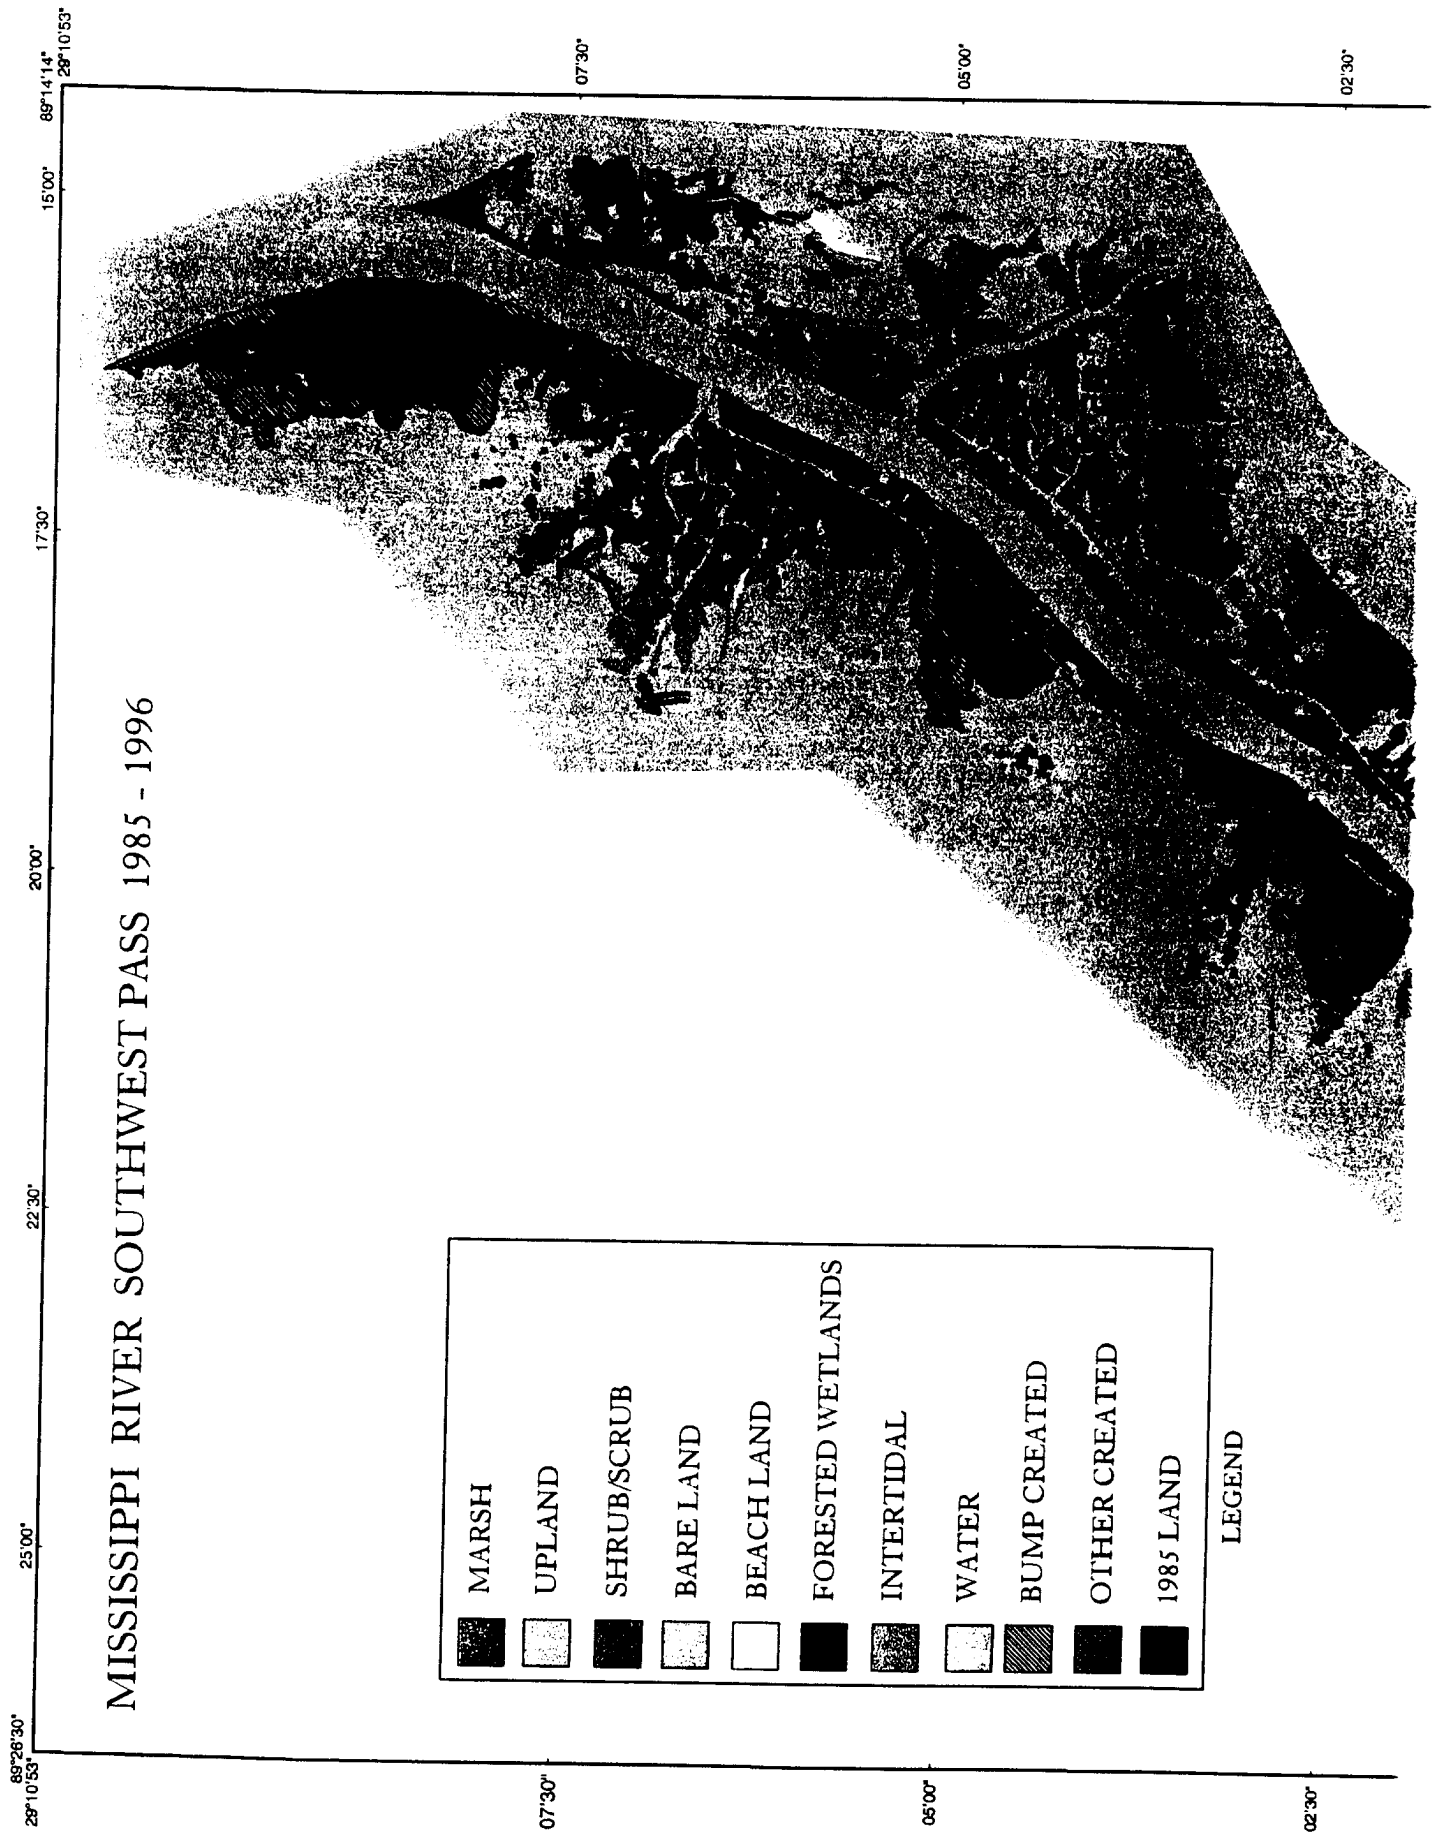 MISSISSIPPI RIVER SOUTHWEST PASS 1985 - 1996
89°26'30"
29°10'53"
25'00"
22'30"
20'00"
17'30"
15'00"
89°14'14"
29°10'53"
07'30"
07'30"
05'00"
05'00"
02'30"
02'30"
MARSH
UPLAND
SHRUB/SCRUB
BARE LAND
BEACH LAND
FORESTED WETLANDS
INTERTIDAL
WATER
BUMP CREATED
OTHER CREATED
1985 LAND
LEGEND